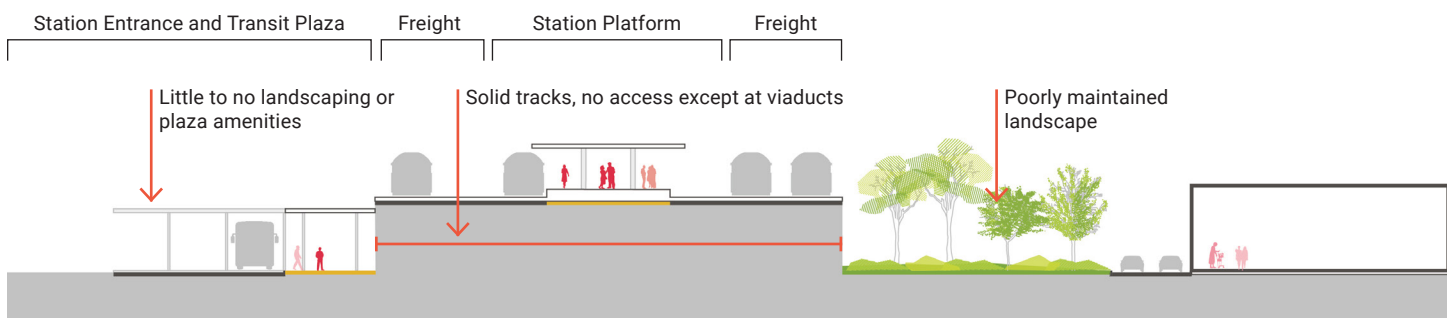 Station Entrance and Transit Plaza
Freight
Station Platform
Freight
Little to no landscaping or
plaza amenities
Solid tracks, no access except at viaducts
Poorly maintained
landscape